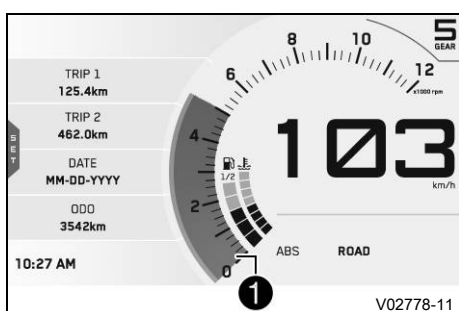 5
GEAR
8
10
6
12
x1000 rpm
TRIP 1
125.4km
TRIP 2
462.0km
SET
DATE
MM-DD-YYYY
ODO
3542km
4
1/2
2
0
103
km/h
10:27 AM
ABS
ROAD
1
V02778-11